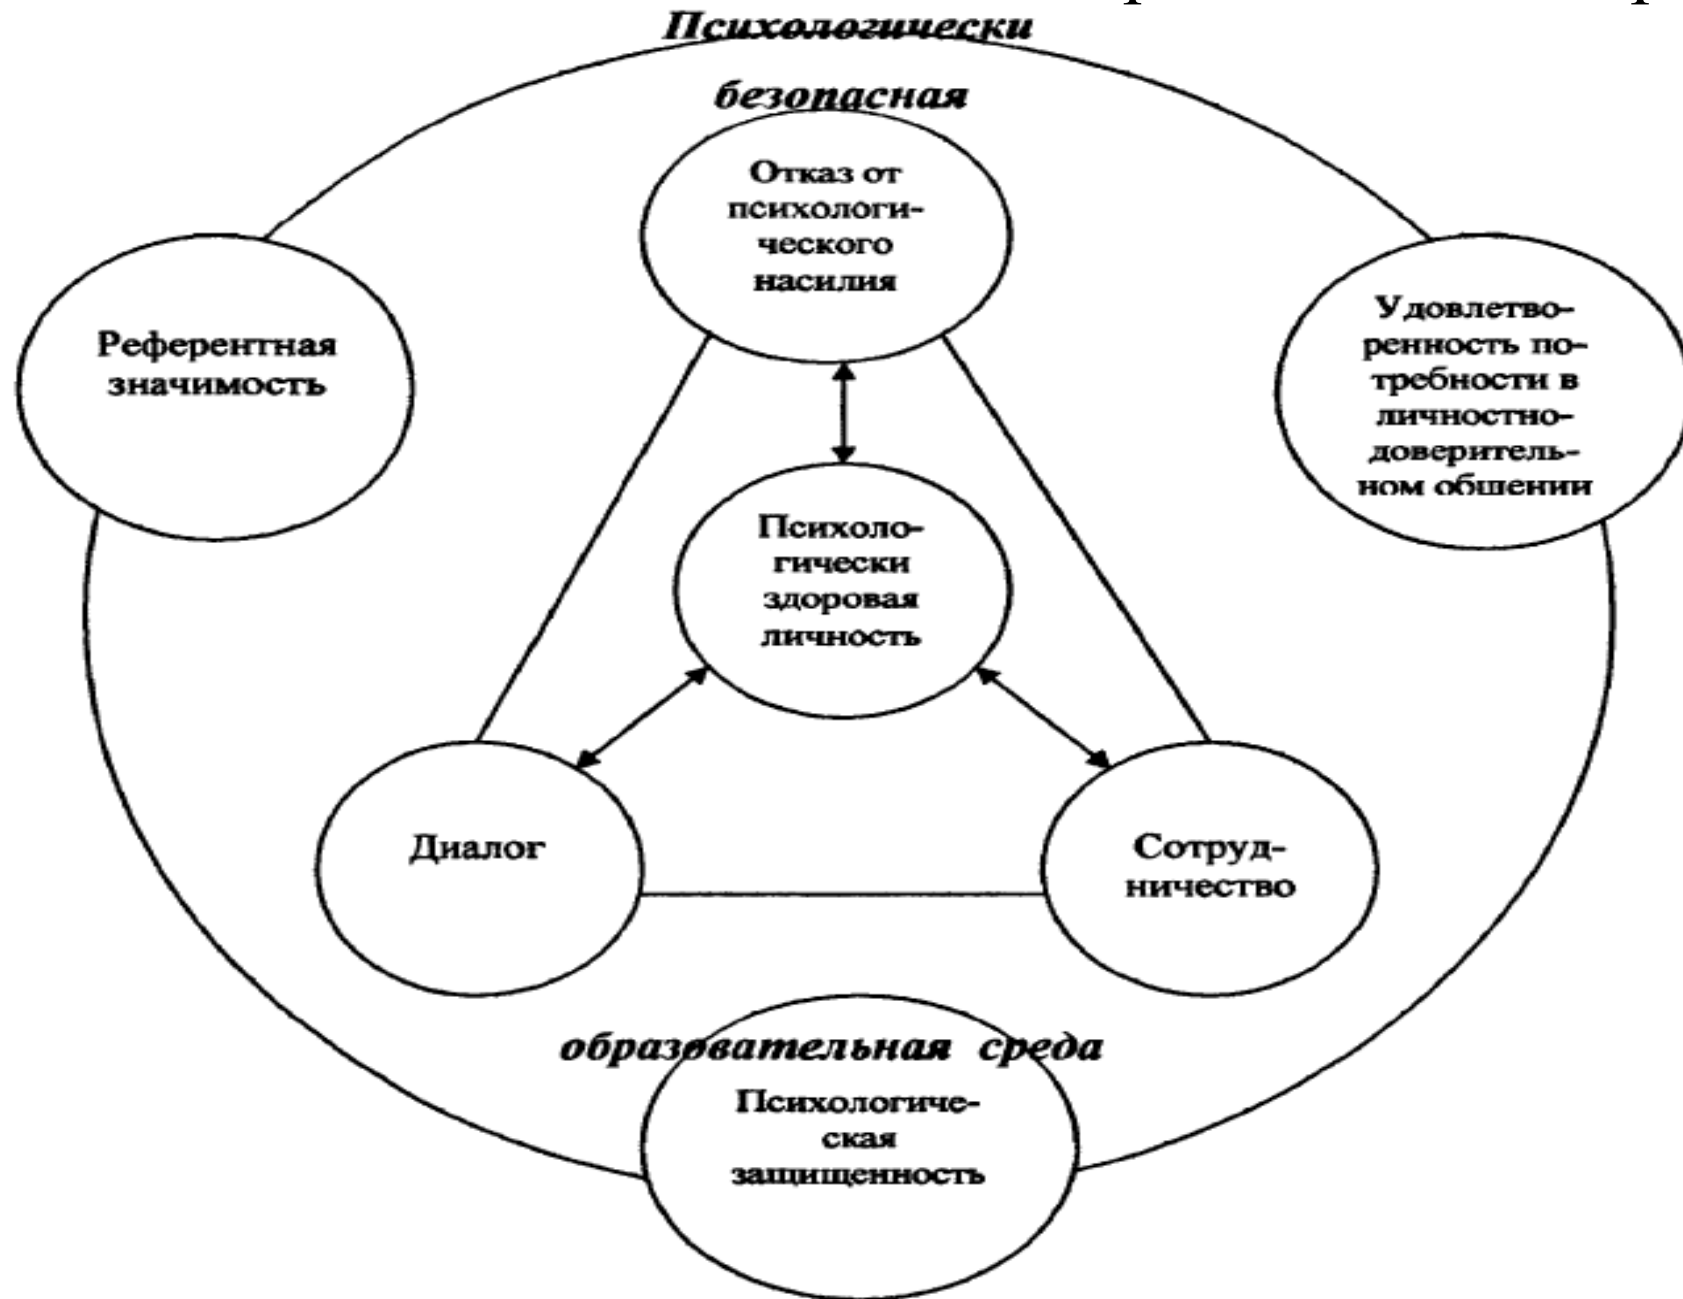 Психологически
безопасная
Отказ от
психологи-
ческого
насилия
Референтная
значимость
Удовлетво-
ренность по-
требности в
личностно-
доверитель-
ном обшении
Психоло-
гически
здоровая
личность
Диалог
Сотруд-
ничество
образовательная среда
Психологиче-
ская
защищенность